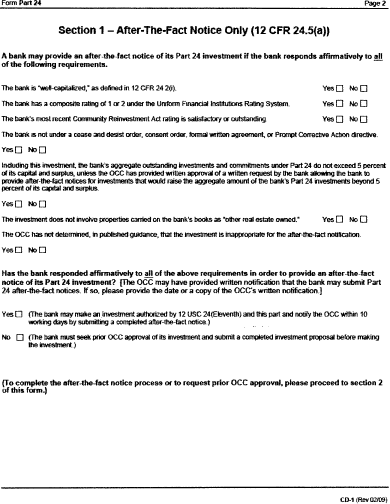 Form Part 24 Page 2
Section 1 – After-The-Fact Notice Only (12 CFR 24.5(a))
A bank may provide an after-the-fact notice of its Part 24 investment if the bank responds affirmatively to all
of the following requirements.
The bank is "well-capitalized," as defined in 12 CFR 24.2(i). Yes ☐ No ☐
The bank has a composite rating of 1 or 2 under the Uniform Financial Institutions Rating System. Yes ☐ No ☐
The bank's most recent Community Reinvestment Act rating is satisfactory or outstanding. Yes ☐ No ☐
The bank is not under a cease and desist order, consent order, formal written agreement, or Prompt Corrective Action directive.
Yes ☐ No ☐
Including this investment, the bank's aggregate outstanding investments and commitments under Part 24 do not exceed 5 percent
of its capital and surplus, unless the OCC has provided written approval of a written request by the bank allowing the bank to
provide after-the-fact notices for investments that would raise the aggregate amount of the bank's Part 24 investments beyond 5
percent of its capital and surplus.
Yes ☐ No ☐
The investment does not involve properties carried on the bank's books as "other real estate owned." Yes ☐ No ☐
The OCC has not determined, in published guidance, that the investment is inappropriate for the after-the-fact notification.
Yes ☐ No ☐
Has the bank responded affirmatively to all of the above requirements in order to provide an after-the-fact
notice of its Part 24 investment? [The OCC may have provided written notification that the bank may submit Part
24 after-the-fact notices. If so, please provide the date or a copy of the OCC's written notification.]
Yes ☐ (The bank may make an investment authorized by 12 USC 24(Eleventh) and this part and notify the OCC within 10
working days by submitting a completed after-the-fact notice.)
No ☐ (The bank must seek prior OCC approval of its investment and submit a completed investment proposal before making
the investment.)
(To complete the after-the-fact notice process or to request prior OCC approval, please proceed to section 2
of this form.)
CD-1 (Rev 02/09)